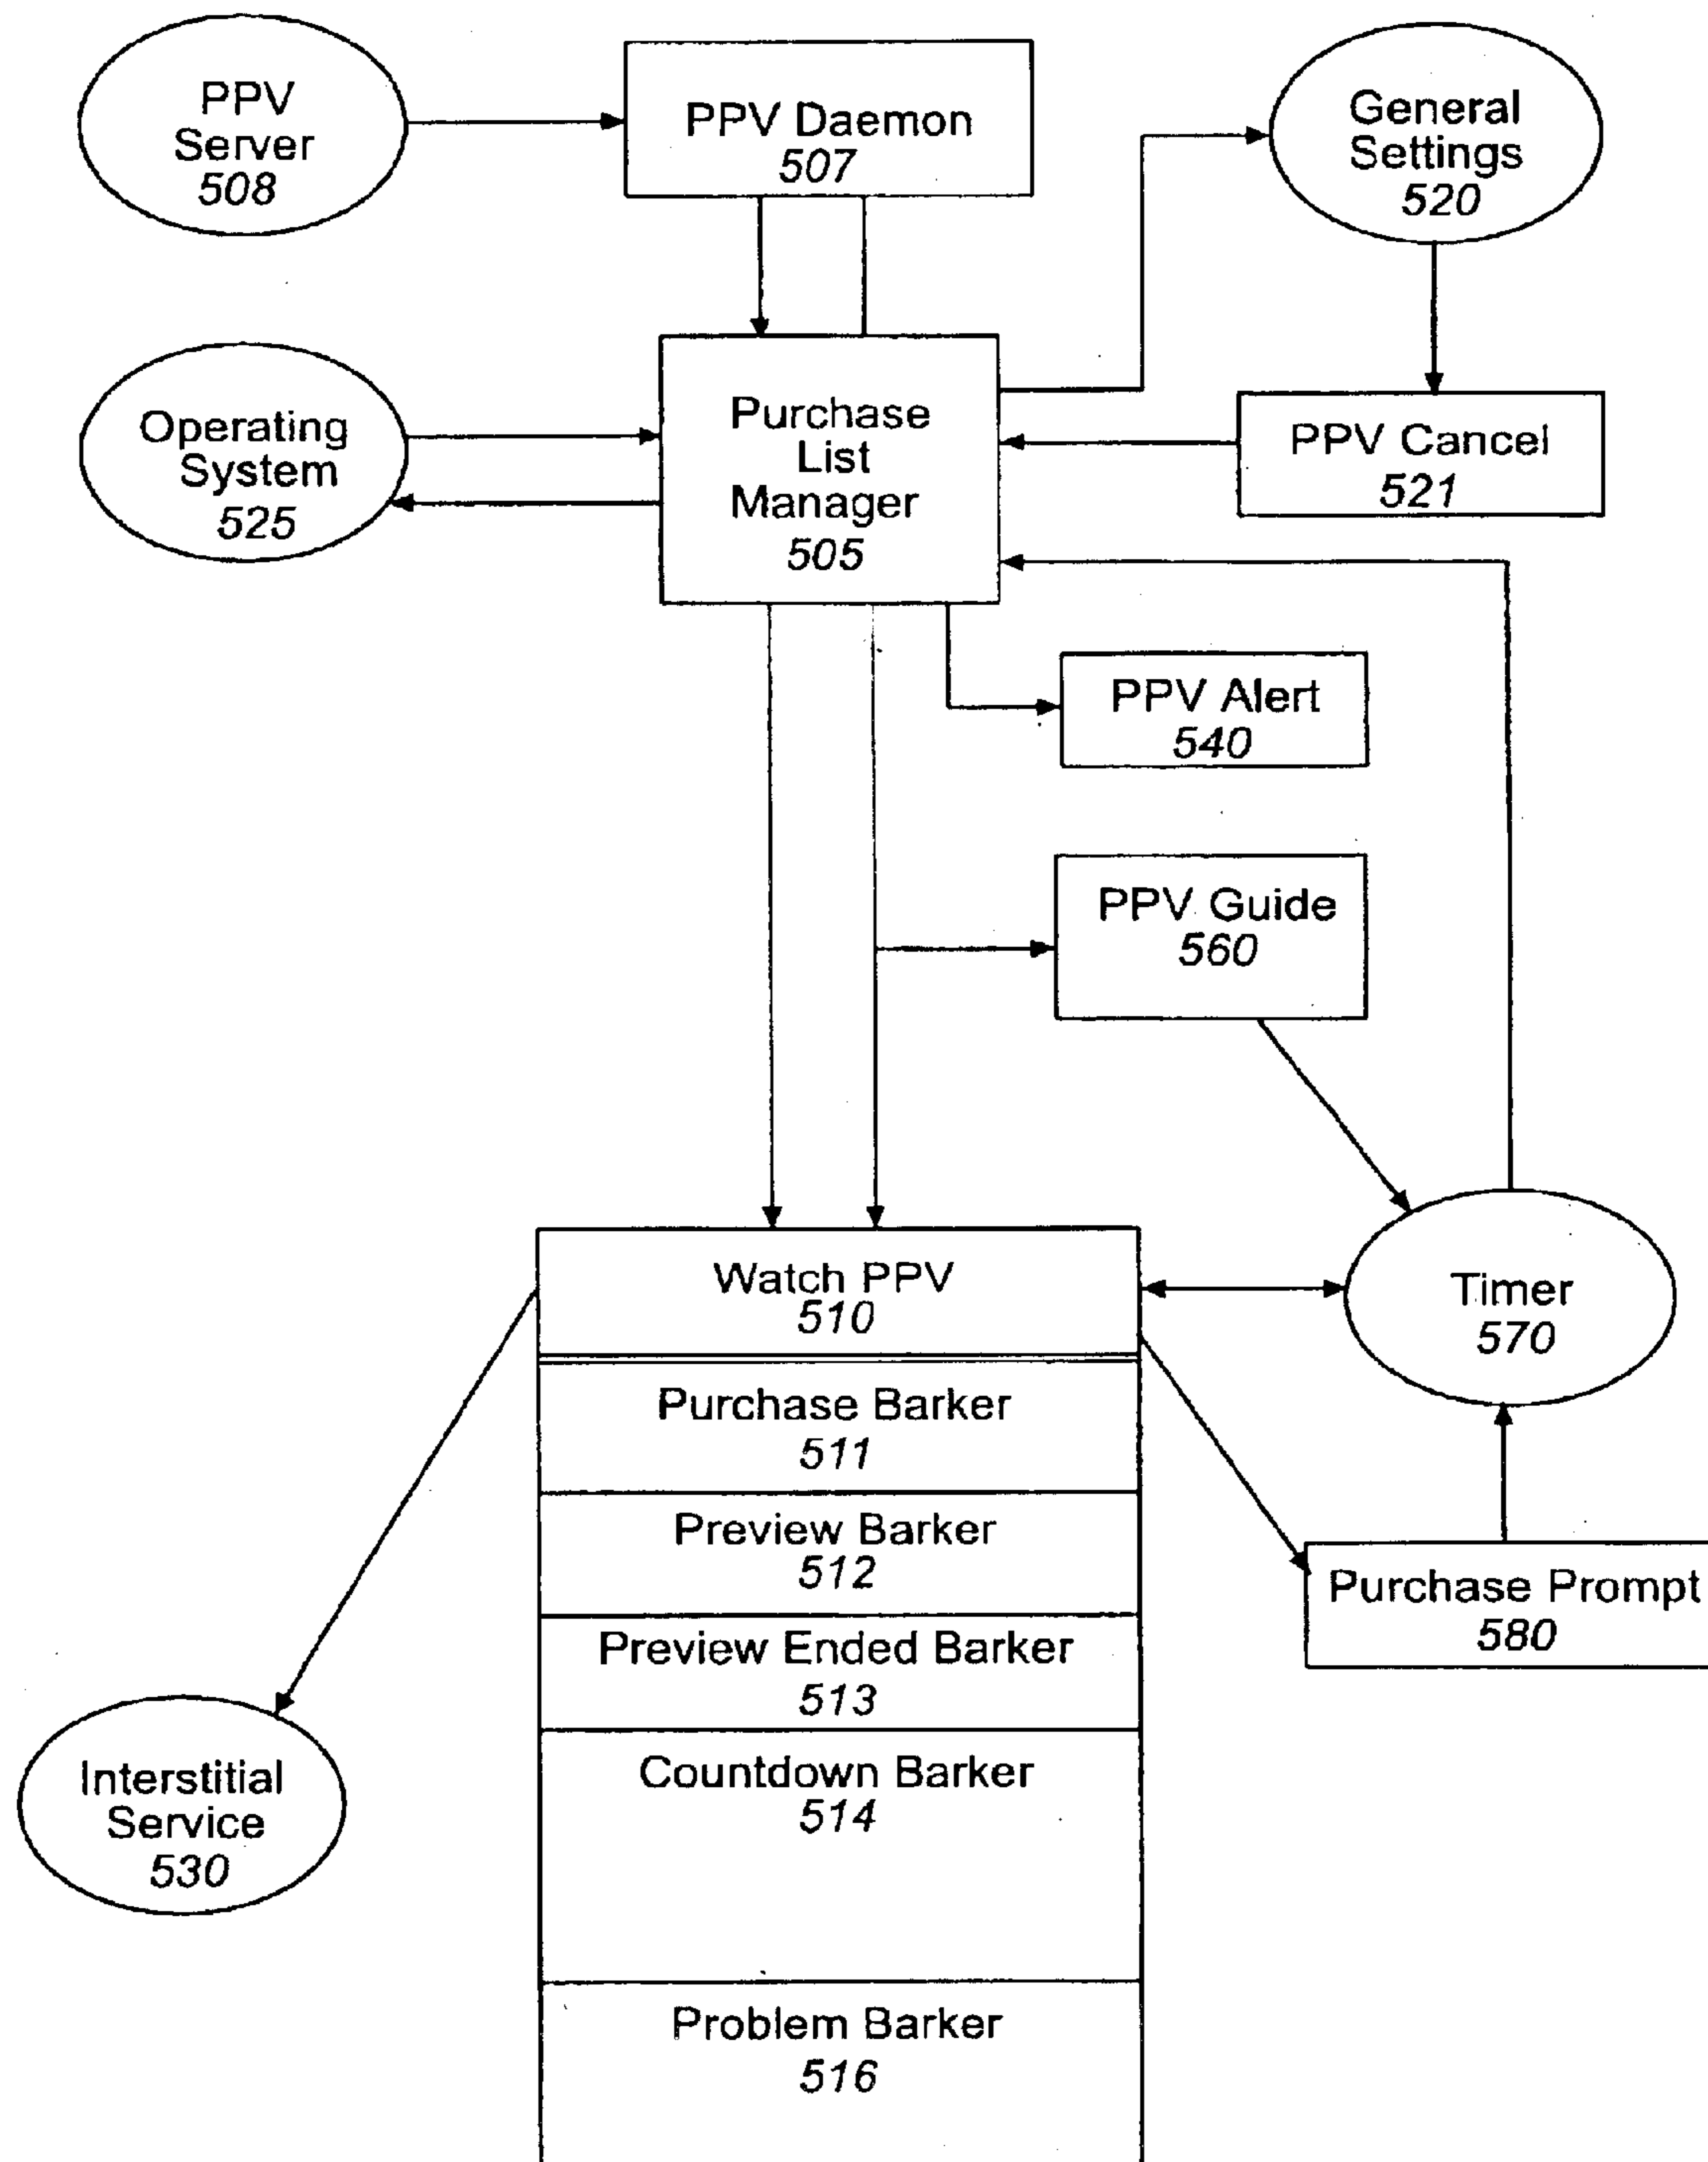 PPV
Server
508
PPV Daemon
507
General
Settings
520
Operating
System
525
Purchase
List
Manager
505
PPV Cancel
521
PPV Alert
540
PPV Guide
560
Watch PPV
510
Timer
570
Purchase Barker
511
Preview Barker
512
Purchase Prompt
580
Preview Ended Barker
513
Countdown Barker
514
Interstitial
Service
530
Problem Barker
516